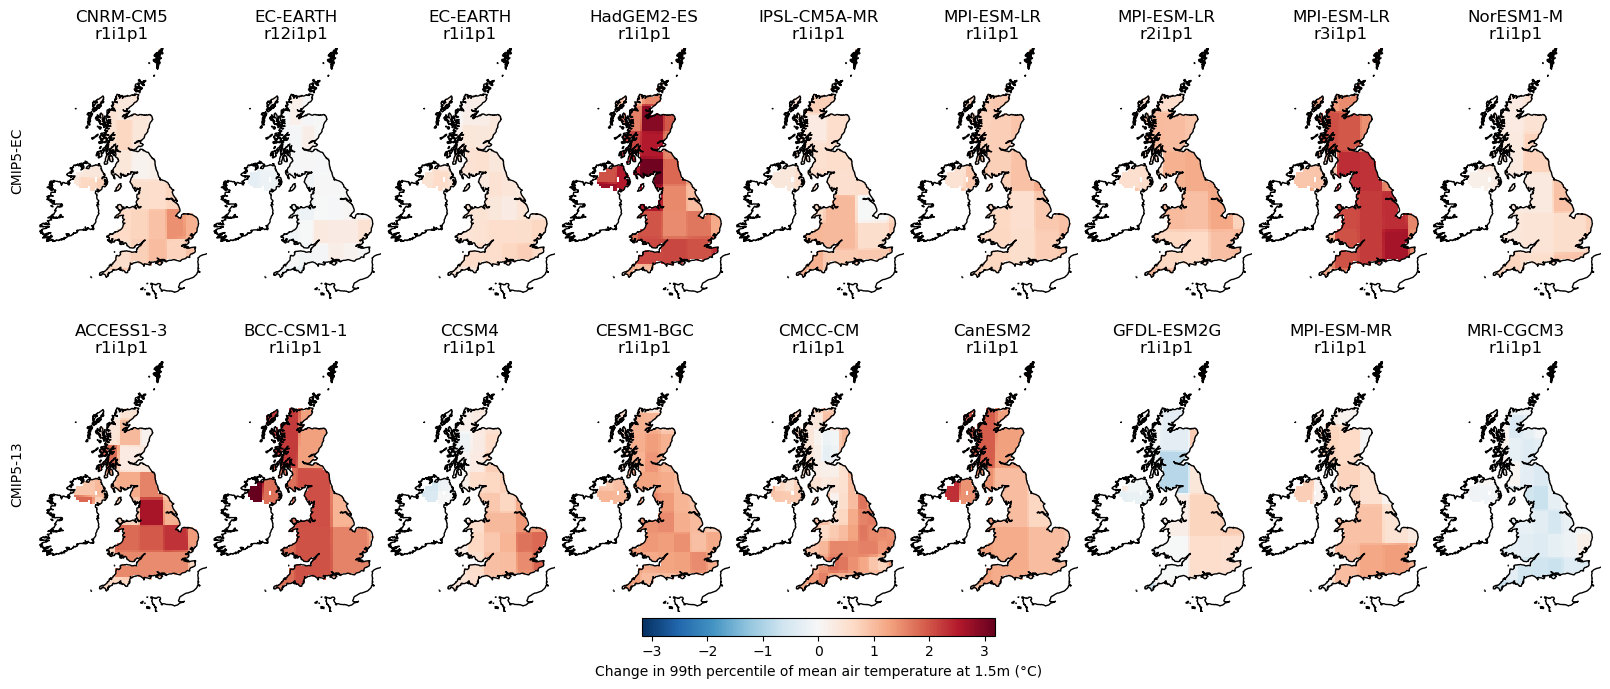 CNRM-CM5
r1i1p1
EC-EARTH
r12i1p1
EC-EARTH
r1i1p1
HadGEM2-ES
r1i1p1
IPSL-CM5A-MR
r1i1p1
MPI-ESM-LR
r1i1p1
MPI-ESM-LR
r2i1p1
MPI-ESM-LR
r3i1p1
NorESM1-M
r1i1p1
CMIP5-EC
ACCESS1-3
r1i1p1
BCC-CSM1-1
r1i1p1
CCSM4
r1i1p1
CESM1-BGC
r1i1p1
CMCC-CM
r1i1p1
CanESM2
r1i1p1
GFDL-ESM2G
r1i1p1
MPI-ESM-MR
r1i1p1
MRI-CGCM3
r1i1p1
CMIP5-13
−3 −2 −1 0 1 2 3
Change in 99th percentile of mean air temperature at 1.5m (°C)